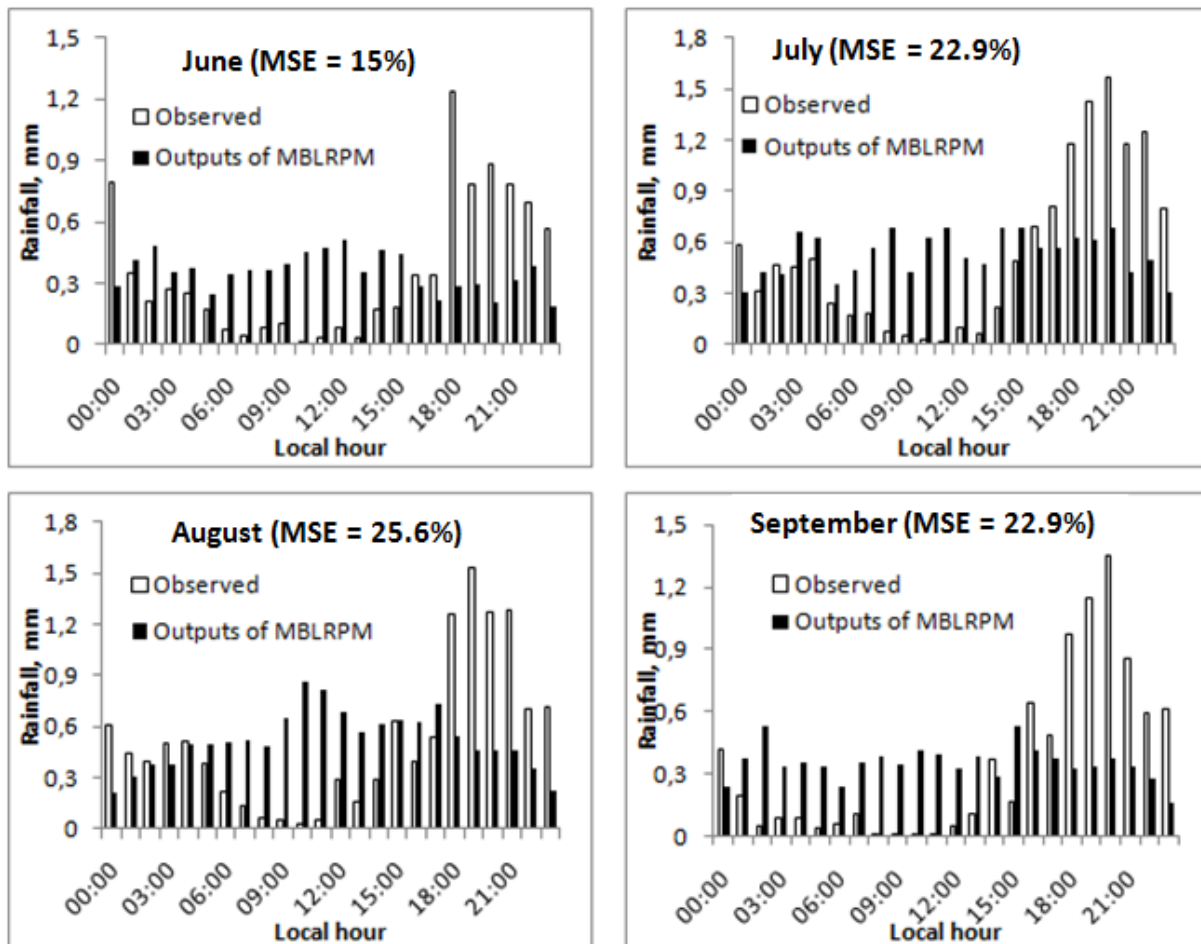 June (MSE = 15%)
Observed
Outputs of MBLRPM
Rainfall, mm
1,5
1,2
0,9
0,6
0,3
0
00:00
03:00
06:00
09:00
12:00
15:00
18:00
21:00
Local hour
July (MSE = 22.9%)
Observed
Outputs of MBLRPM
Rainfall, mm
1,8
1,5
1,2
0,9
0,6
0,3
0
00:00
03:00
06:00
09:00
12:00
15:00
18:00
21:00
Local hour
August (MSE = 25.6%)
Observed
Outputs of MBLRPM
Rainfall, mm
1,8
1,5
1,2
0,9
0,6
0,3
0
00:00
03:00
06:00
09:00
12:00
15:00
18:00
21:00
Local hour
September (MSE = 22.9%)
Observed
Outputs of MBLRPM
Rainfall, mm
1,5
1,2
0,9
0,6
0,3
0
00:00
03:00
06:00
09:00
12:00
15:00
18:00
21:00
Local hour